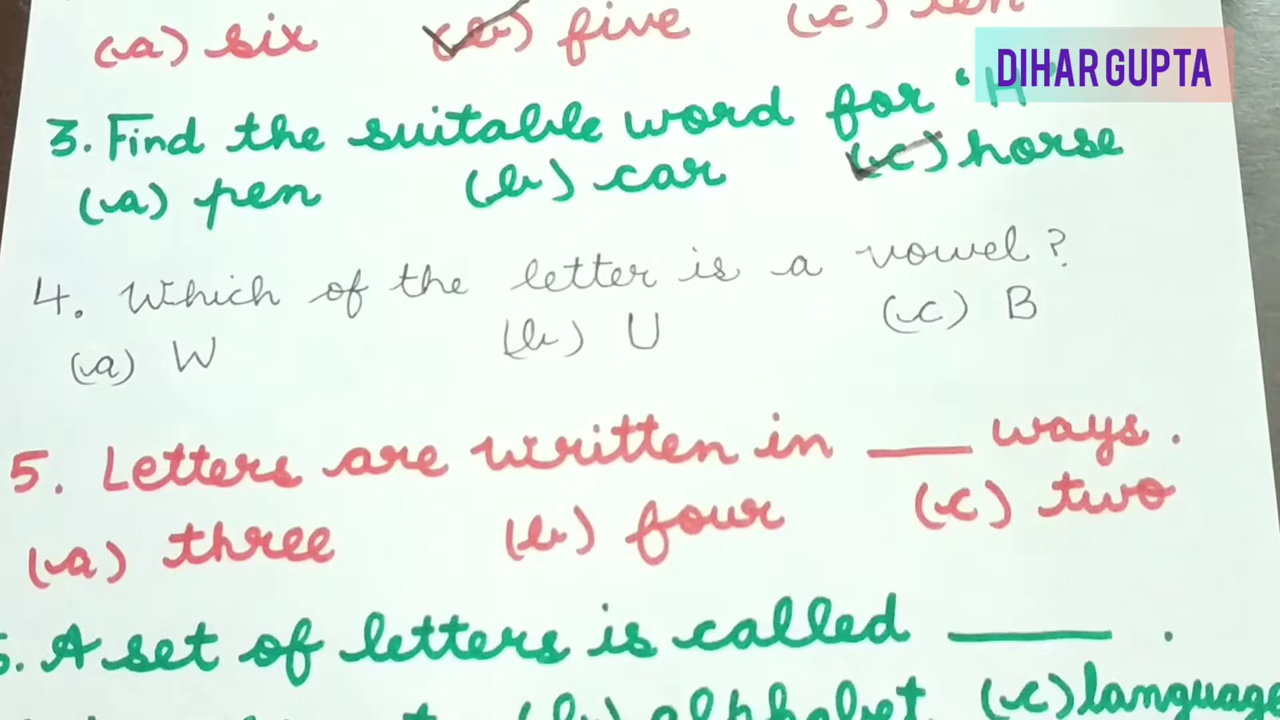 (a) six (b) five (c) ten
DIHAR GUPTA
3. Find the suitable word for 'H'
(a) pen (b) car (c) horse
4. Which of the letter is a vowel?
(a) W (b) U (c) B
5. Letters are written in ___ ways.
(a) three (b) four (c) two
6. A set of letters is called ____ .
(b) alphabet (c) language